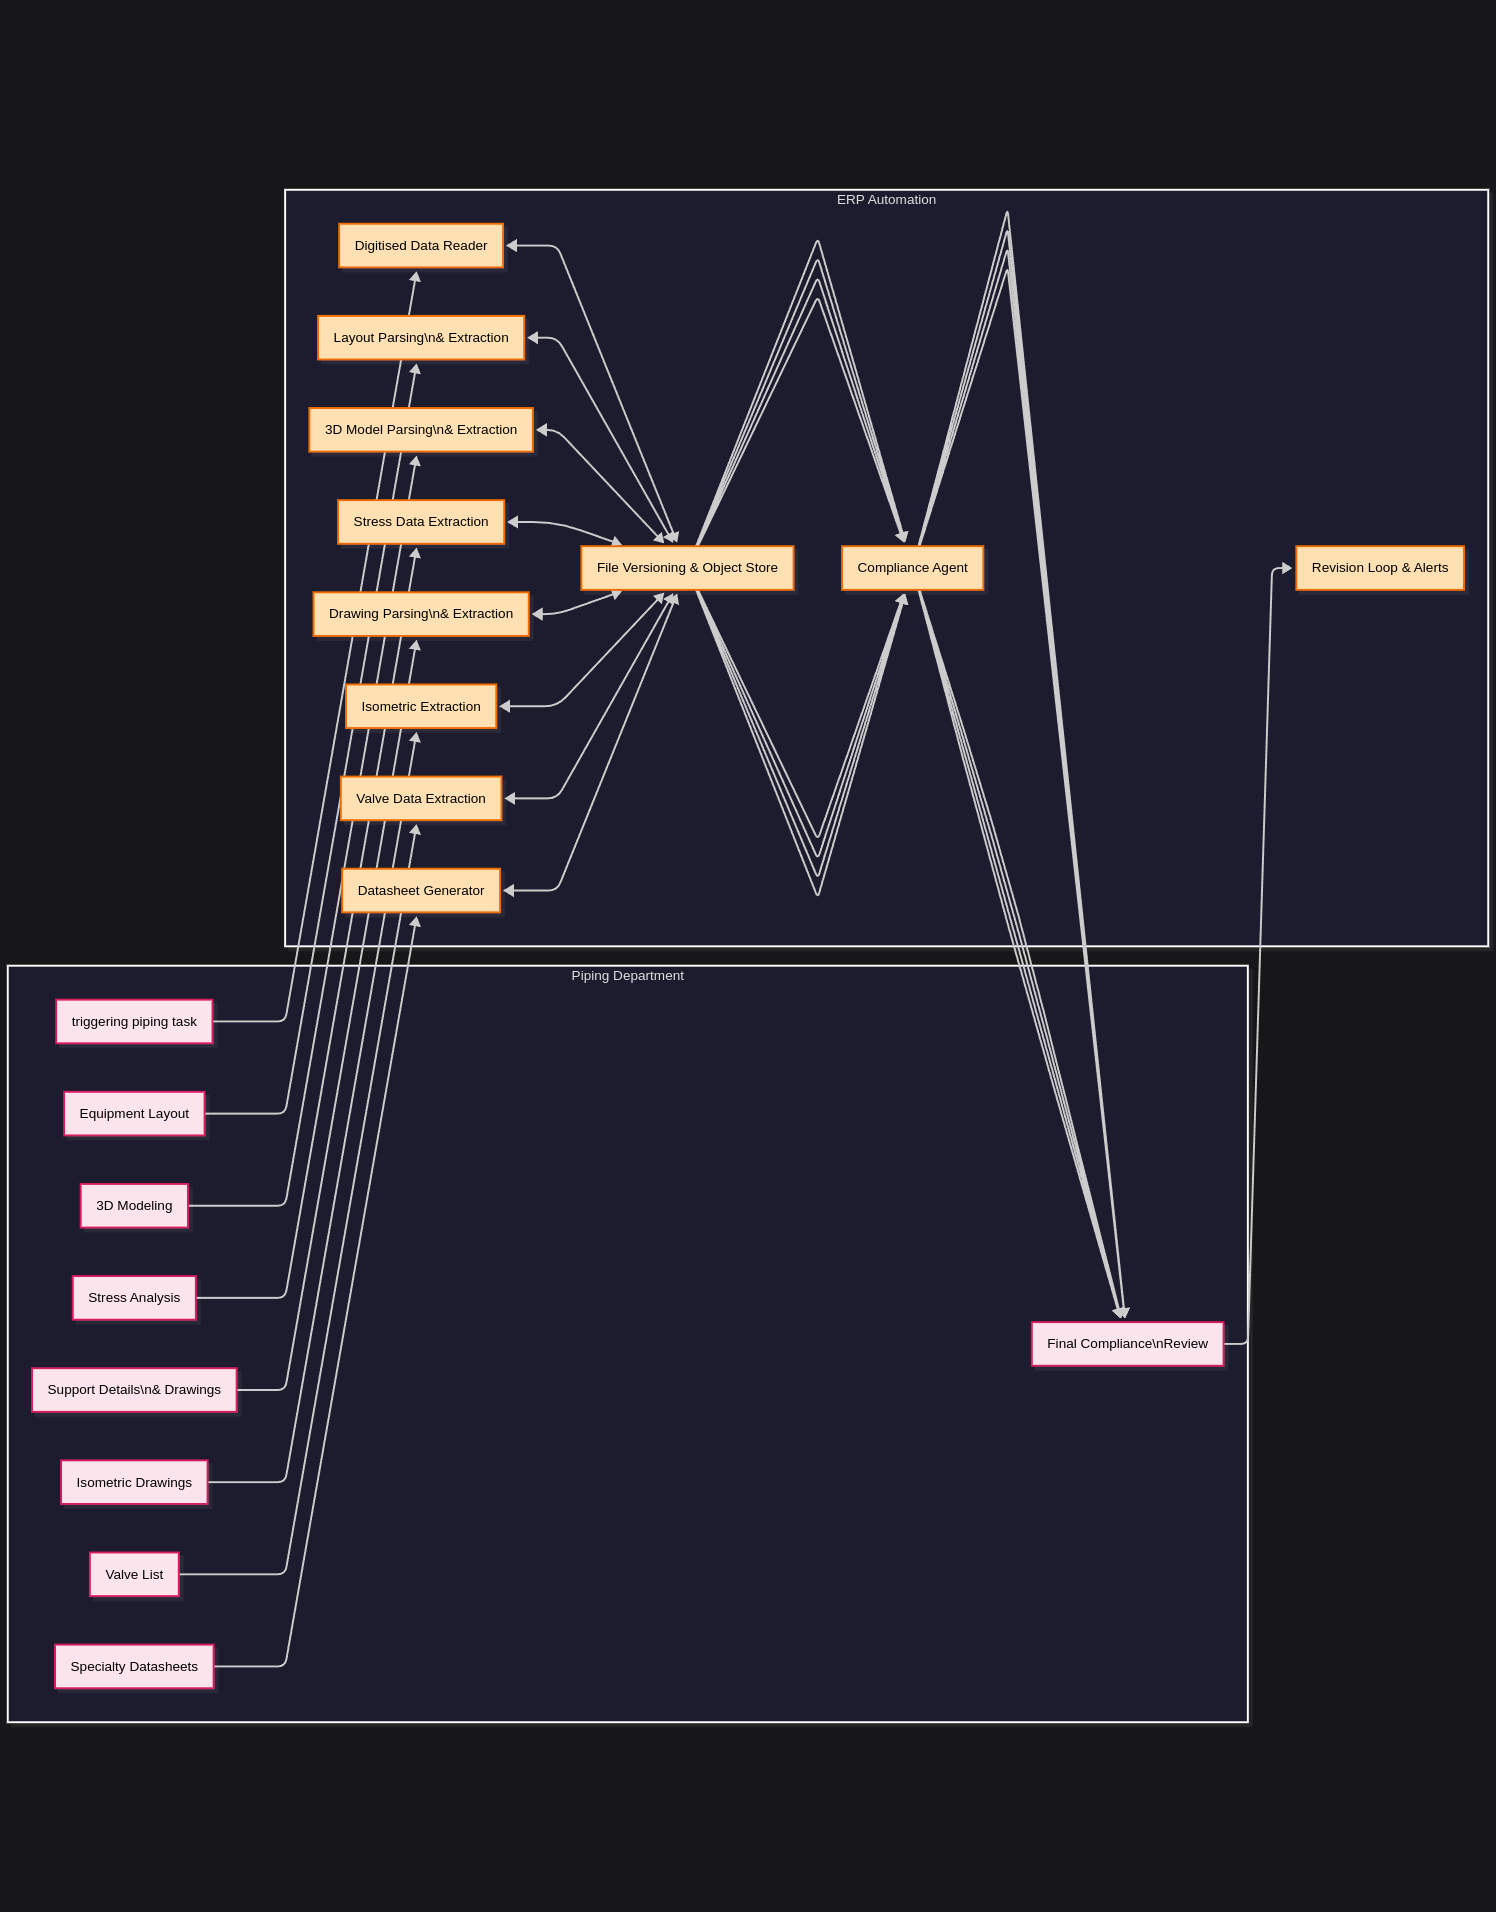 ERP Automation
Digitised Data Reader
Layout Parsing\n& Extraction
3D Model Parsing\n& Extraction
Stress Data Extraction
File Versioning & Object Store
Compliance Agent
Revision Loop & Alerts
Drawing Parsing\n& Extraction
Isometric Extraction
Valve Data Extraction
Datasheet Generator
Piping Department
triggering piping task
Equipment Layout
3D Modeling
Stress Analysis
Final Compliance\nReview
Support Details\n& Drawings
Isometric Drawings
Valve List
Specialty Datasheets